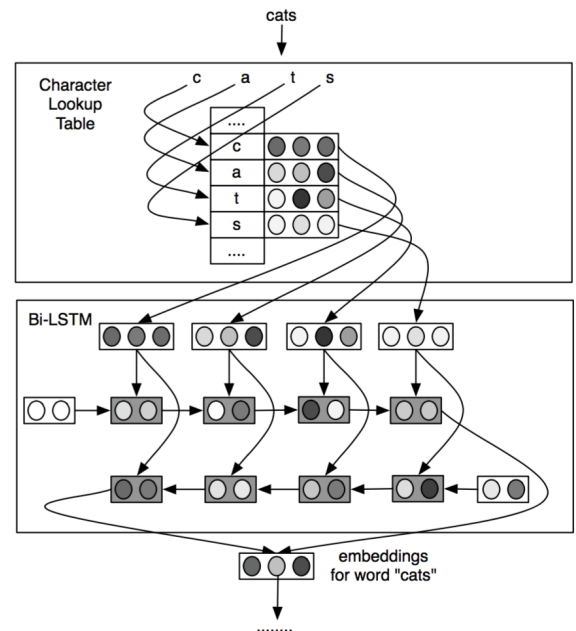 cats
Character
Lookup
Table
c a t s
....
c
a
t
s
....
Bi-LSTM
embeddings
for word "cats"
........